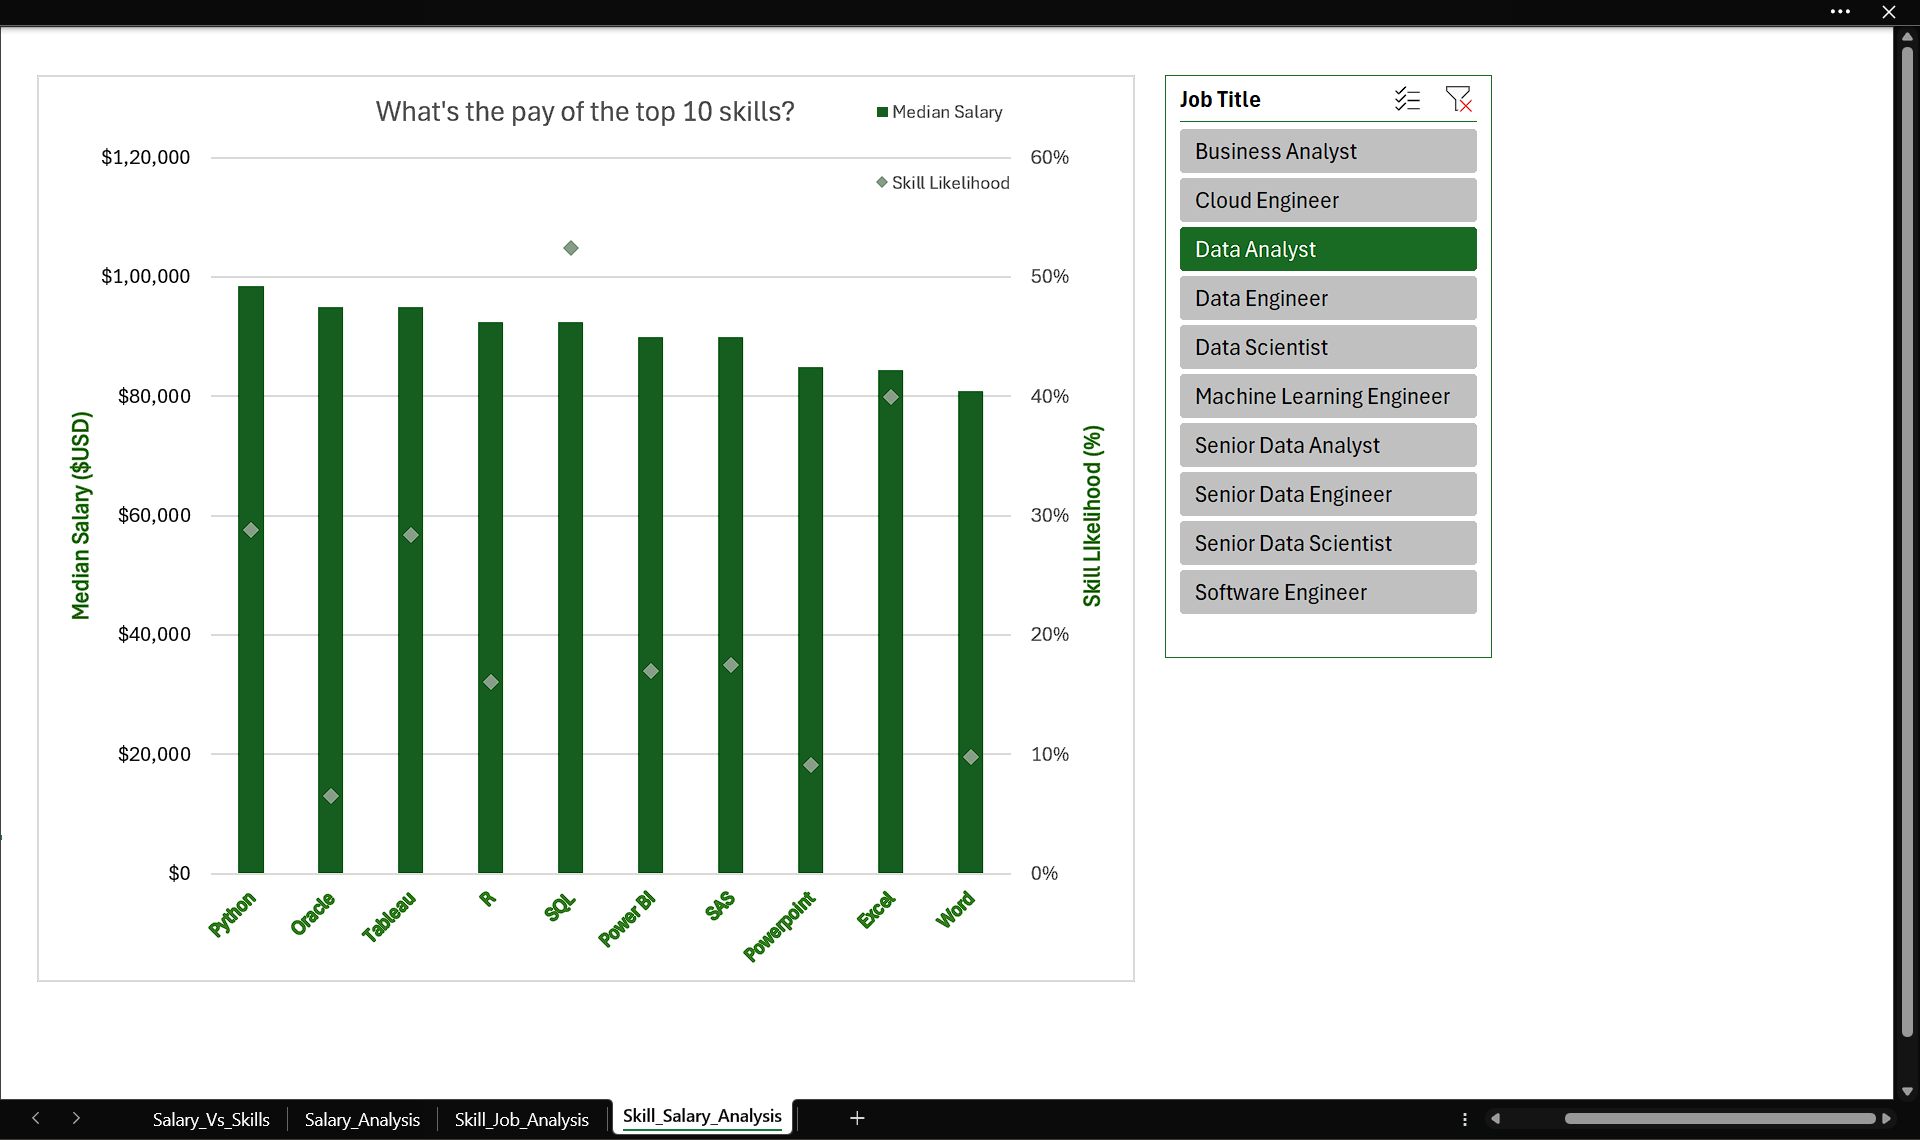 What's the pay of the top 10 skills?
Median Salary
Skill Likelihood
$1,20,000
$1,00,000
$80,000
$60,000
$40,000
$20,000
$0
60%
50%
40%
30%
20%
10%
0%
Median Salary ($USD)
Skill LIkelihood (%)
Python
Oracle
Tableau
R
SQL
Power BI
SAS
Powerpoint
Excel
Word
Job Title
Business Analyst
Cloud Engineer
Data Analyst
Data Engineer
Data Scientist
Machine Learning Engineer
Senior Data Analyst
Senior Data Engineer
Senior Data Scientist
Software Engineer
Salary_Vs_Skills
Salary_Analysis
Skill_Job_Analysis
Skill_Salary_Analysis